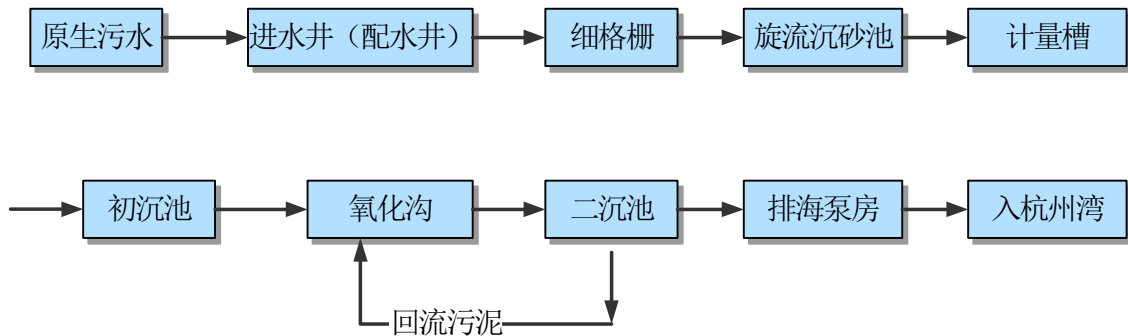 原生污水
进水井（配水井）
细格栅
旋流沉砂池
计量槽
初沉池
氧化沟
二沉池
排海泵房
入杭州湾
回流污泥